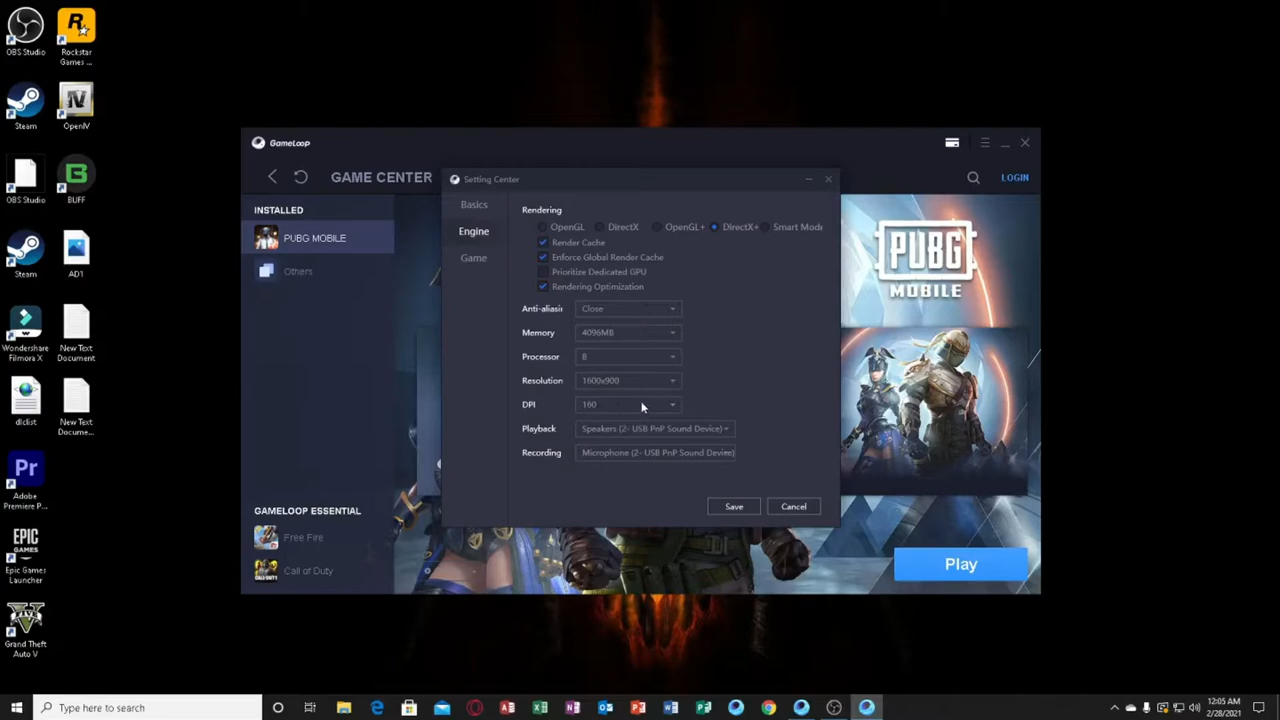 OBS Studio
Rockstar
Games ...
Steam
OpenIV
OBS Studio
BUFF
Steam
AD1
Wondershare
Filmora X
New Text
Document
dlclist
New Text
Docume...
Adobe
Premiere P...
EPIC
GAMES
Epic Games
Launcher
Grand Theft
Auto V
GameLoop
GAME CENTER
LOGIN
INSTALLED
PUBG MOBILE
Others
GAMELOOP ESSENTIAL
Free Fire
Call of Duty
Setting Center
Basics
Engine
Game
Rendering
OpenGL DirectX OpenGL+ DirectX+ Smart Mode
Render Cache
Enforce Global Render Cache
Prioritize Dedicated GPU
Rendering Optimization
Anti-aliasin Close
Memory 4096MB
Processor 8
Resolution 1600x900
DPI 160
Playback Speakers (2- USB PnP Sound Device)
Recording Microphone (2- USB PnP Sound Device)
Save Cancel
PUBG
MOBILE
Play
Type here to search
12:05 AM
2/28/2021